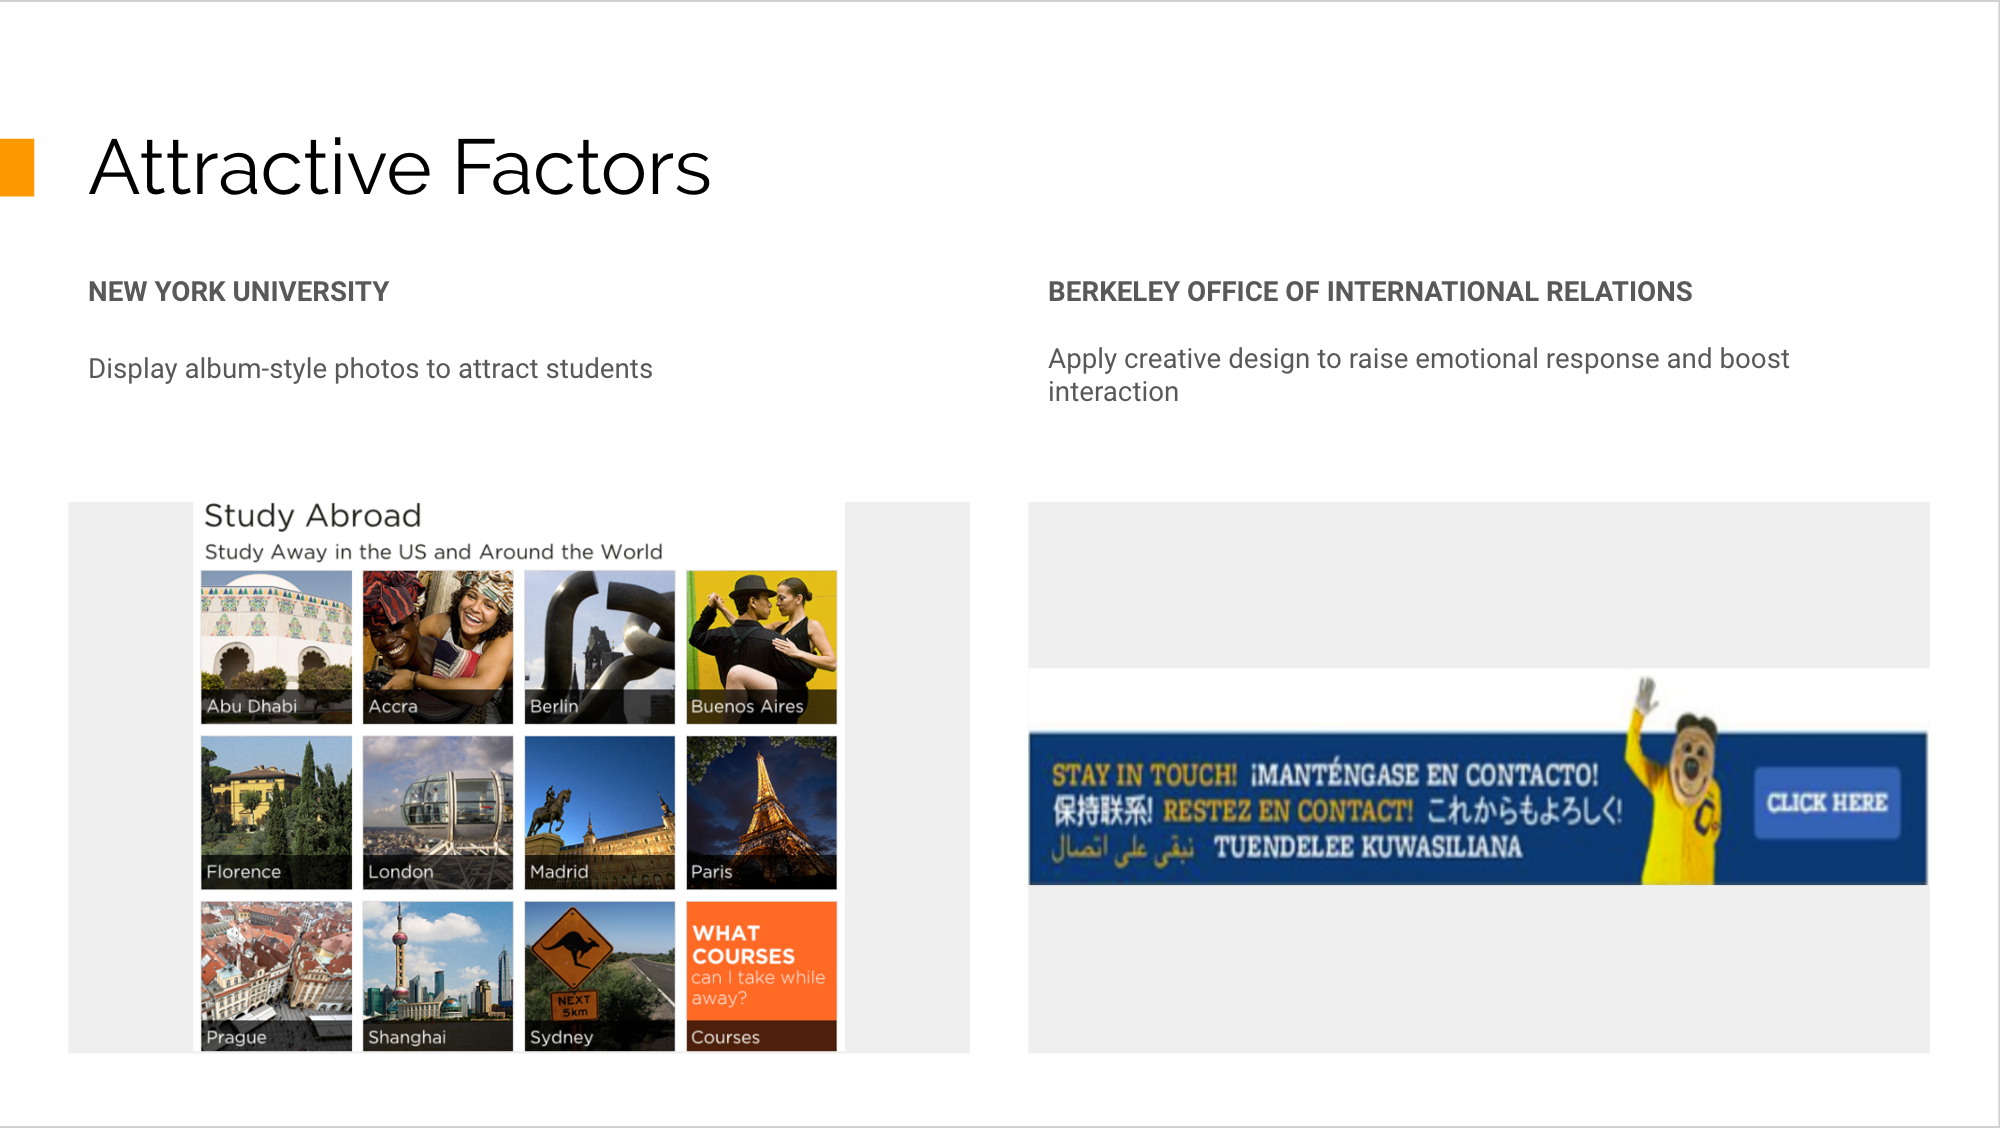 Attractive Factors
NEW YORK UNIVERSITY
Display album-style photos to attract students
Study Abroad
Study Away in the US and Around the World
Abu Dhabi
Accra
Berlin
Buenos Aires
Florence
London
Madrid
Paris
Prague
Shanghai
NEXT
5km
Sydney
WHAT
COURSES
can I take while
away?
Courses
BERKELEY OFFICE OF INTERNATIONAL RELATIONS
Apply creative design to raise emotional response and boost
interaction
STAY IN TOUCH! ¡MANTÉNGASE EN CONTACTO!
保持联系! RESTEZ EN CONTACT! これからもよろしく!
نبقى على اتصال TUENDELEE KUWASILIANA
C
CLICK HERE